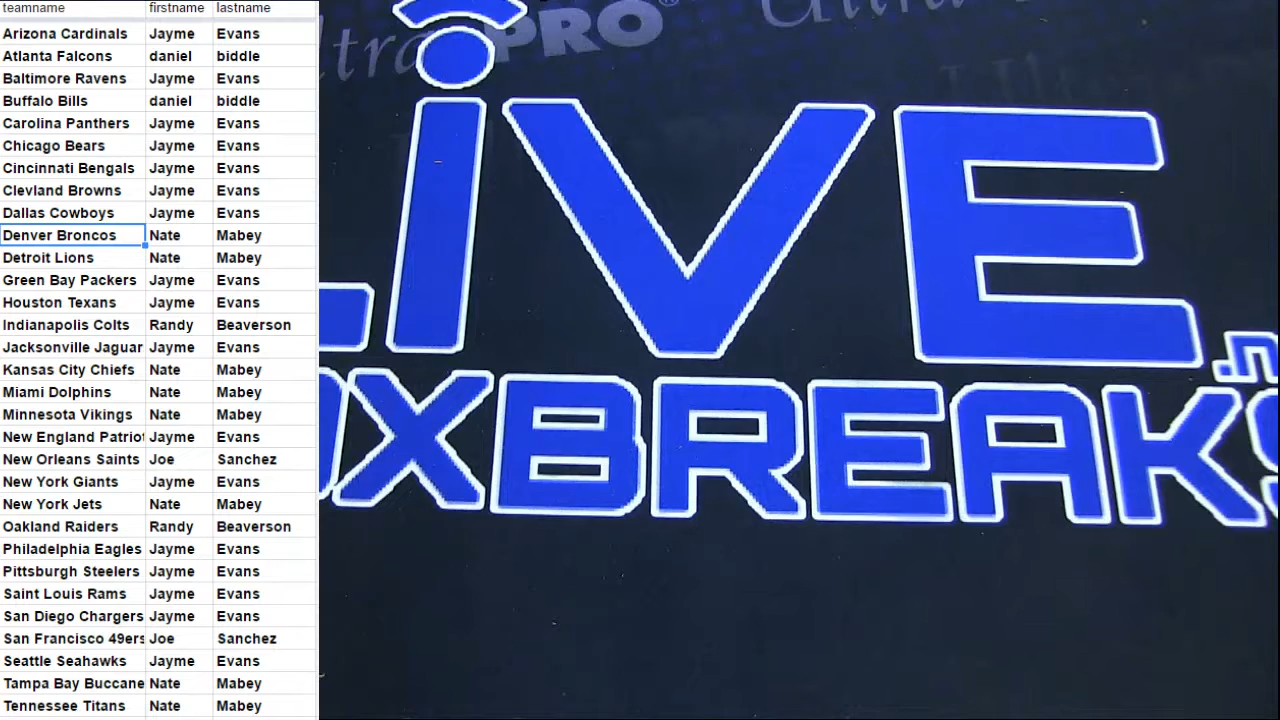 teamname firstname lastname
Arizona Cardinals Jayme Evans
Atlanta Falcons daniel biddle
Baltimore Ravens Jayme Evans
Buffalo Bills daniel biddle
Carolina Panthers Jayme Evans
Chicago Bears Jayme Evans
Cincinnati Bengals Jayme Evans
Clevland Browns Jayme Evans
Dallas Cowboys Jayme Evans
Denver Broncos Nate Mabey
Detroit Lions Nate Mabey
Green Bay Packers Jayme Evans
Houston Texans Jayme Evans
Indianapolis Colts Randy Beaverson
Jacksonville Jaguar Jayme Evans
Kansas City Chiefs Nate Mabey
Miami Dolphins Nate Mabey
Minnesota Vikings Nate Mabey
New England Patriot Jayme Evans
New Orleans Saints Joe Sanchez
New York Giants Jayme Evans
New York Jets Nate Mabey
Oakland Raiders Randy Beaverson
Philadelphia Eagles Jayme Evans
Pittsburgh Steelers Jayme Evans
Saint Louis Rams Jayme Evans
San Diego Chargers Jayme Evans
San Francisco 49ers Joe Sanchez
Seattle Seahawks Jayme Evans
Tampa Bay Buccane Nate Mabey
Tennessee Titans Nate Mabey
ultra PRO®
LiVE
XBREAKS